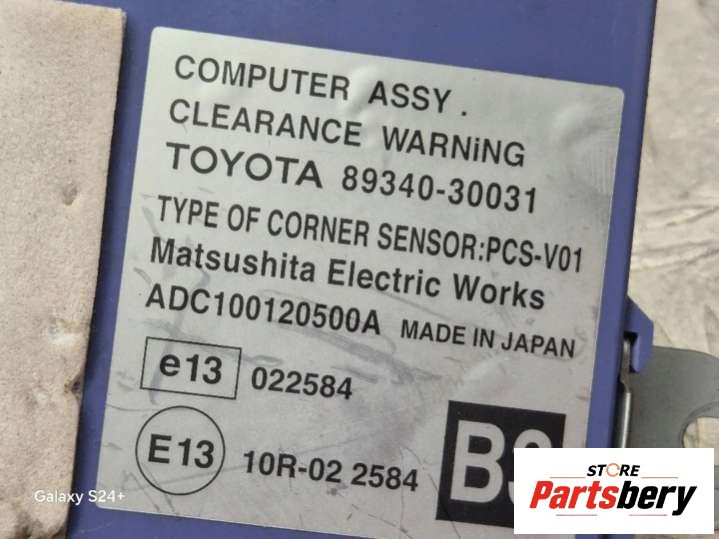 COMPUTER ASSY.
CLEARANCE WARNiNG
TOYOTA 89340-30031
TYPE OF CORNER SENSOR:PCS-V01
Matsushita Electric Works
ADC100120500A MADE IN JAPAN
e13 022584
E13 10R-02 2584
Galaxy S24+
STORE
Partsbery